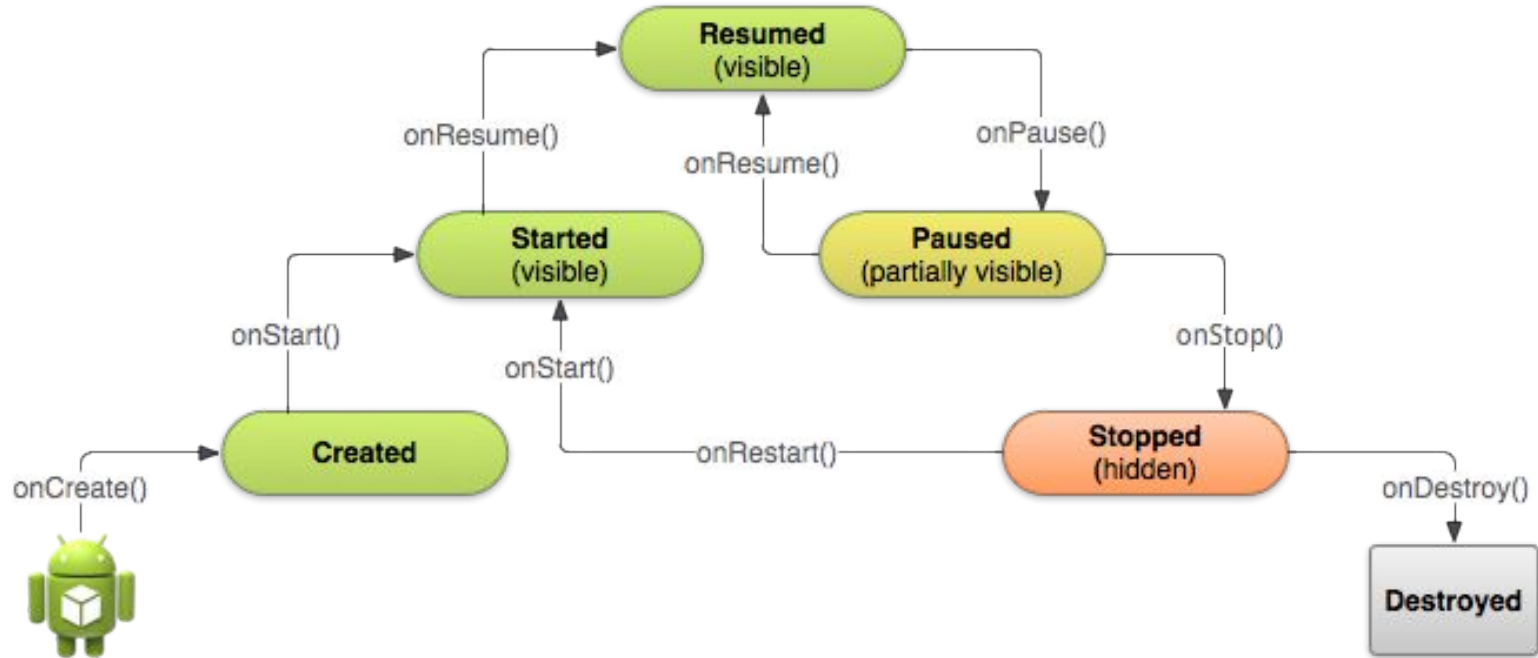 Resumed
(visible)
onResume()
onPause()
onResume()
Started
(visible)
Paused
(partially visible)
onStart()
onStart()
onStop()
Created
onRestart()
Stopped
(hidden)
onCreate()
onDestroy()
Destroyed